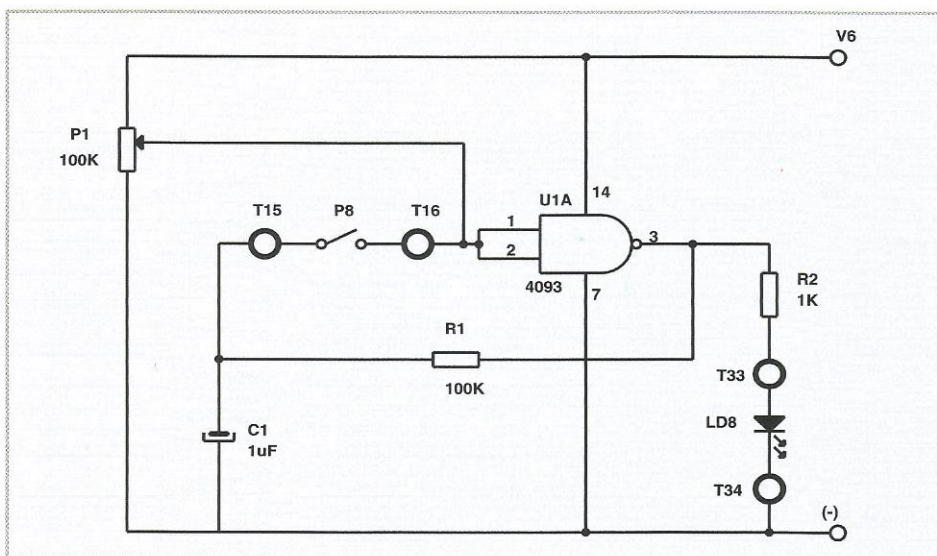 V6
P1
100K
T15
P8
T16
U1A
14
1
2
3
4093
7
R2
1K
R1
100K
T33
LD8
C1
1uF
T34
(-)